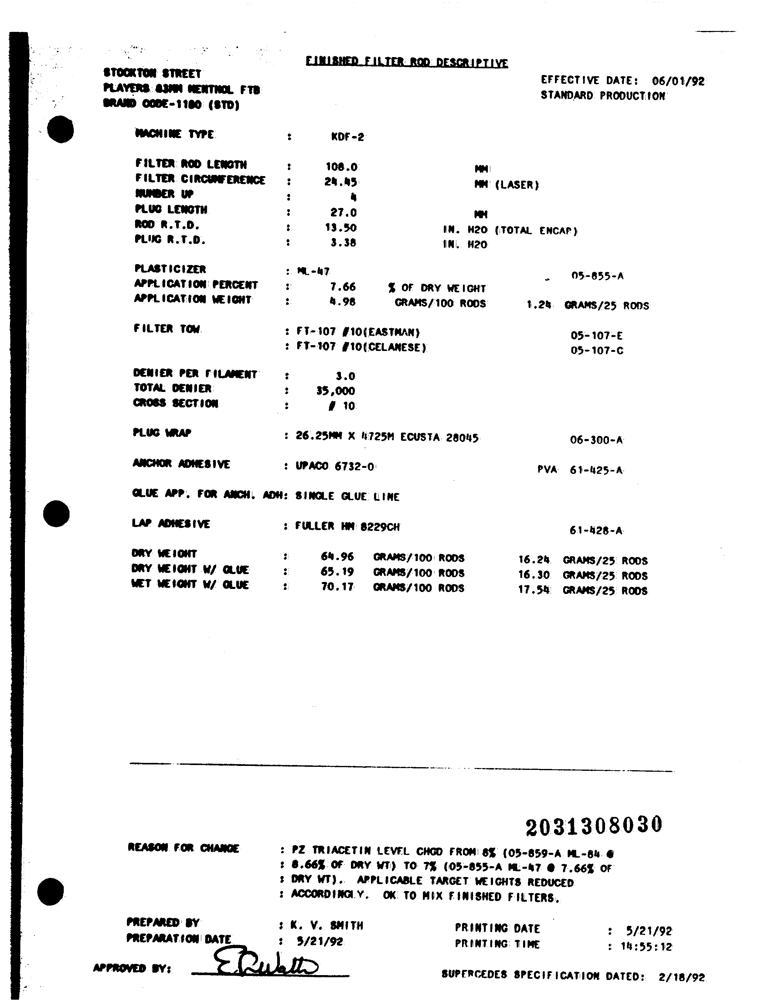 FINISHED FILTER ROD DESCRIPTIVE
STOCKTON STREET
EFFECTIVE DATE: 06/01/92
PLAYERS 83MM MENTHOL FTB
STANDARD PRODUCTION
BRAND CODE-1180 (STD)
MACHINE TYPE : KDF-2
FILTER ROD LENGTH : 108.0 MM
FILTER CIRCUMFERENCE : 24.45 MM (LASER)
NUMBER UP : 4
PLUG LENGTH : 27.0 MM
ROD R.T.D. : 13.50 IN. H2O (TOTAL ENCAP)
PLUG R.T.D. : 3.38 IN. H2O
PLASTICIZER : ML-47 05-855-A
APPLICATION PERCENT : 7.66 % OF DRY WEIGHT
APPLICATION WEIGHT : 4.98 GRAMS/100 RODS 1.24 GRAMS/25 RODS
FILTER TOW : FT-107 #10(EASTMAN) 05-107-E
: FT-107 #10(CELANESE) 05-107-C
DENIER PER FILAMENT : 3.0
TOTAL DENIER : 35,000
CROSS SECTION : # 10
PLUG WRAP : 26.25MM X 4725M ECUSTA 28045 06-300-A
ANCHOR ADHESIVE : UPACO 6732-0 PVA 61-425-A
GLUE APP. FOR ANCH. ADH: SINGLE GLUE LINE
LAP ADHESIVE : FULLER HM 8229CH 61-428-A
DRY WEIGHT : 64.96 GRAMS/100 RODS 16.24 GRAMS/25 RODS
DRY WEIGHT W/ GLUE : 65.19 GRAMS/100 RODS 16.30 GRAMS/25 RODS
WET WEIGHT W/ GLUE : 70.17 GRAMS/100 RODS 17.54 GRAMS/25 RODS
2031308030
REASON FOR CHANGE : PZ TRIACETIN LEVEL CHGD FROM 8% (05-859-A ML-84 @
: 8.66% OF DRY WT) TO 7% (05-855-A ML-47 @ 7.66% OF
: DRY WT). APPLICABLE TARGET WEIGHTS REDUCED
: ACCORDINGLY. OK TO MIX FINISHED FILTERS.
PREPARED BY : K. V. SMITH PRINTING DATE : 5/21/92
PREPARATION DATE : 5/21/92 PRINTING TIME : 14:55:12
APPROVED BY:
SUPERCEDES SPECIFICATION DATED: 2/18/92